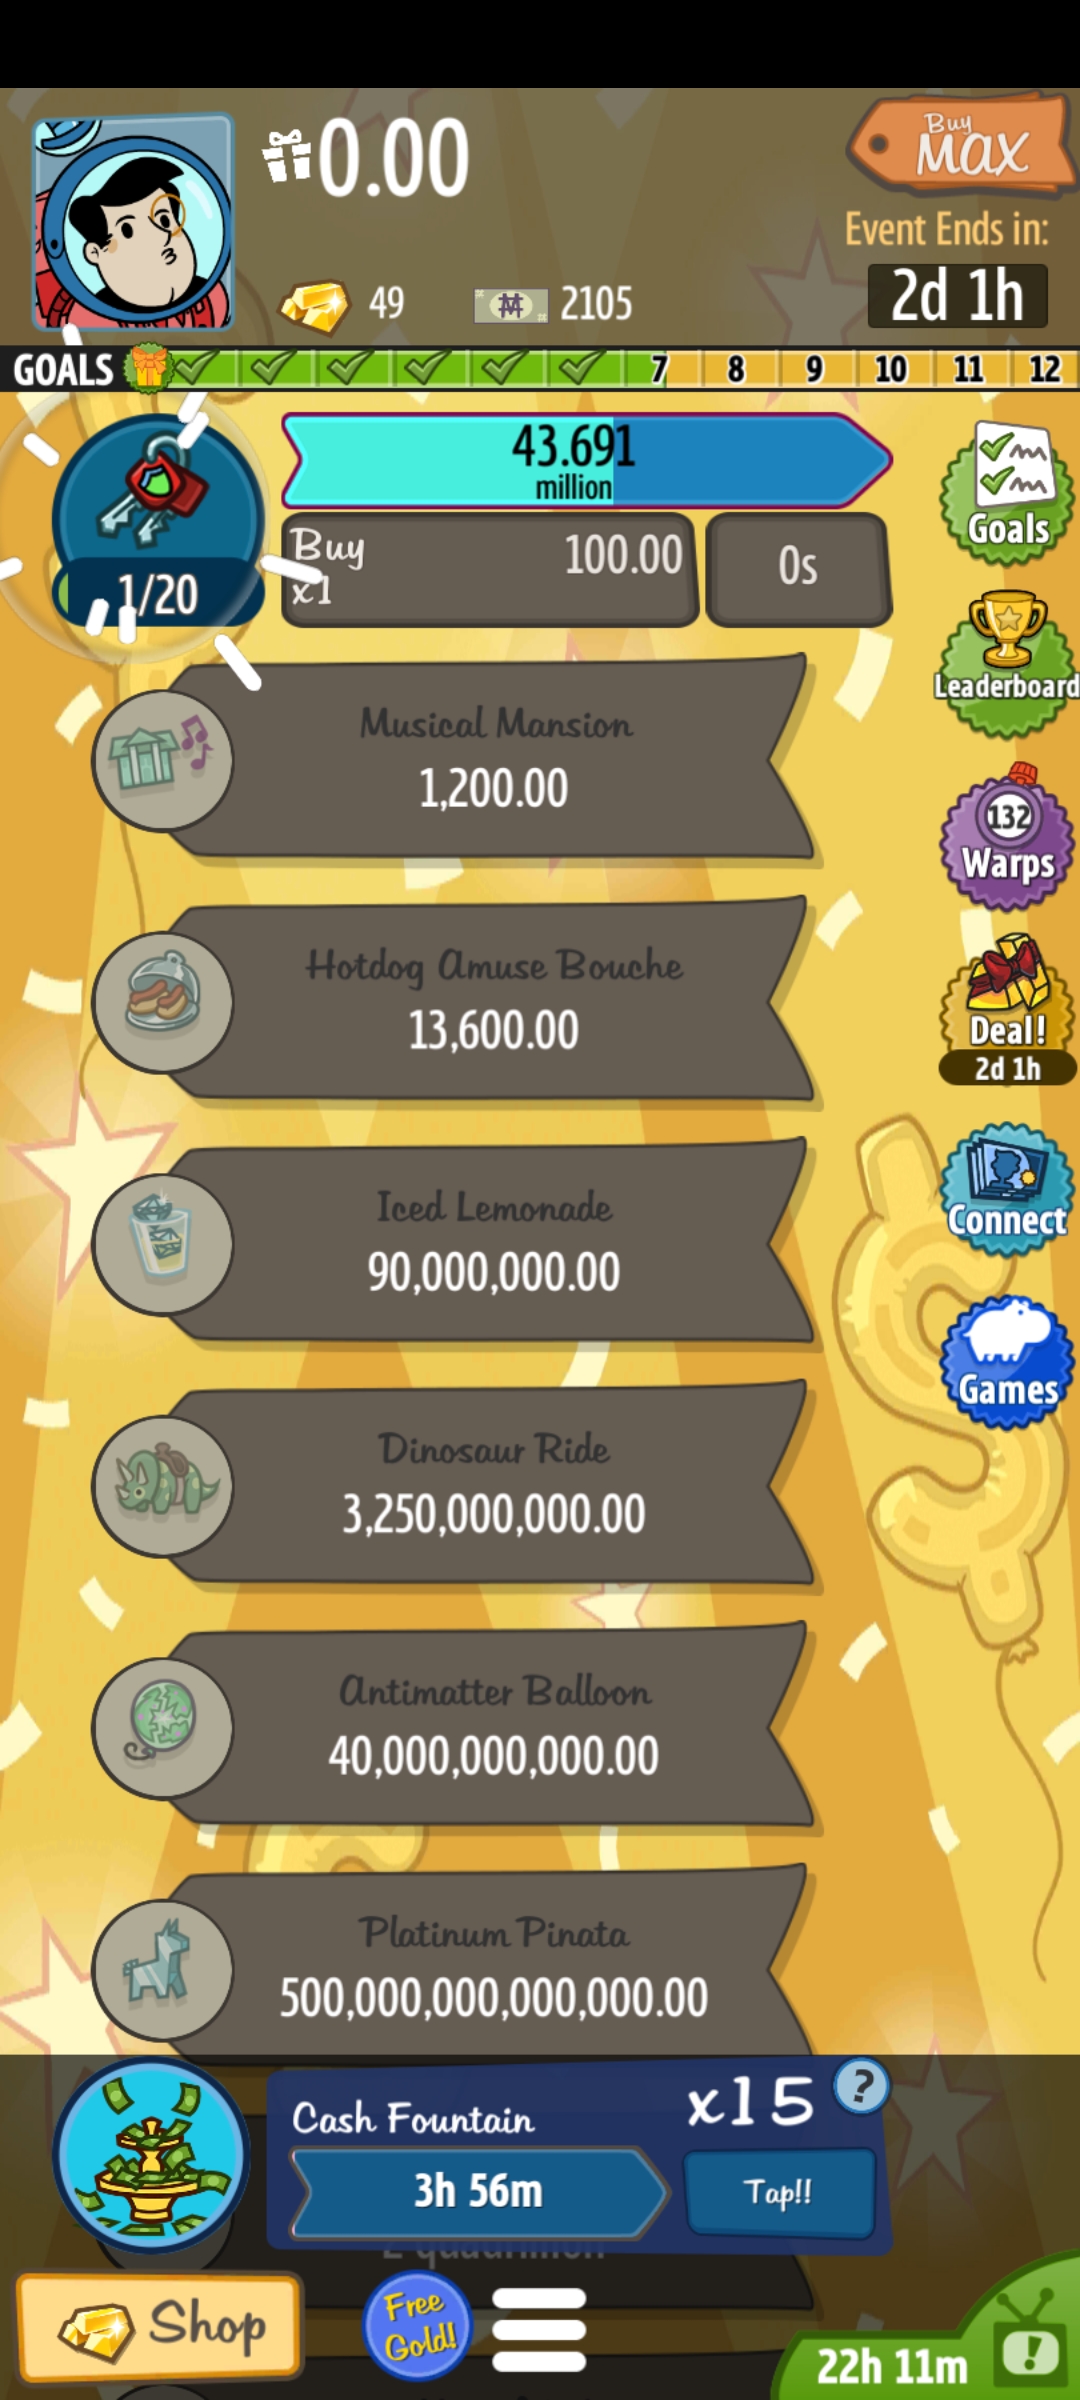 0.00
Buy
MAX
Event Ends in:
2d 1h
49
2105
GOALS
7
8
9
10
11
12
43.691
million
Buy
x1
100.00
0s
1/20
Goals
Musical Mansion
1,200.00
Leaderboard
132
Warps
Hotdog Amuse Bouche
13,600.00
Deal!
2d 1h
Iced Lemonade
90,000,000.00
Connect
Games
Dinosaur Ride
3,250,000,000.00
Antimatter Balloon
40,000,000,000.00
Platinum Pinata
500,000,000,000,000.00
Cash Fountain
x15
?
3h 56m
Tap!!
2 quadrillion
Shop
Free
Gold!
22h 11m
!